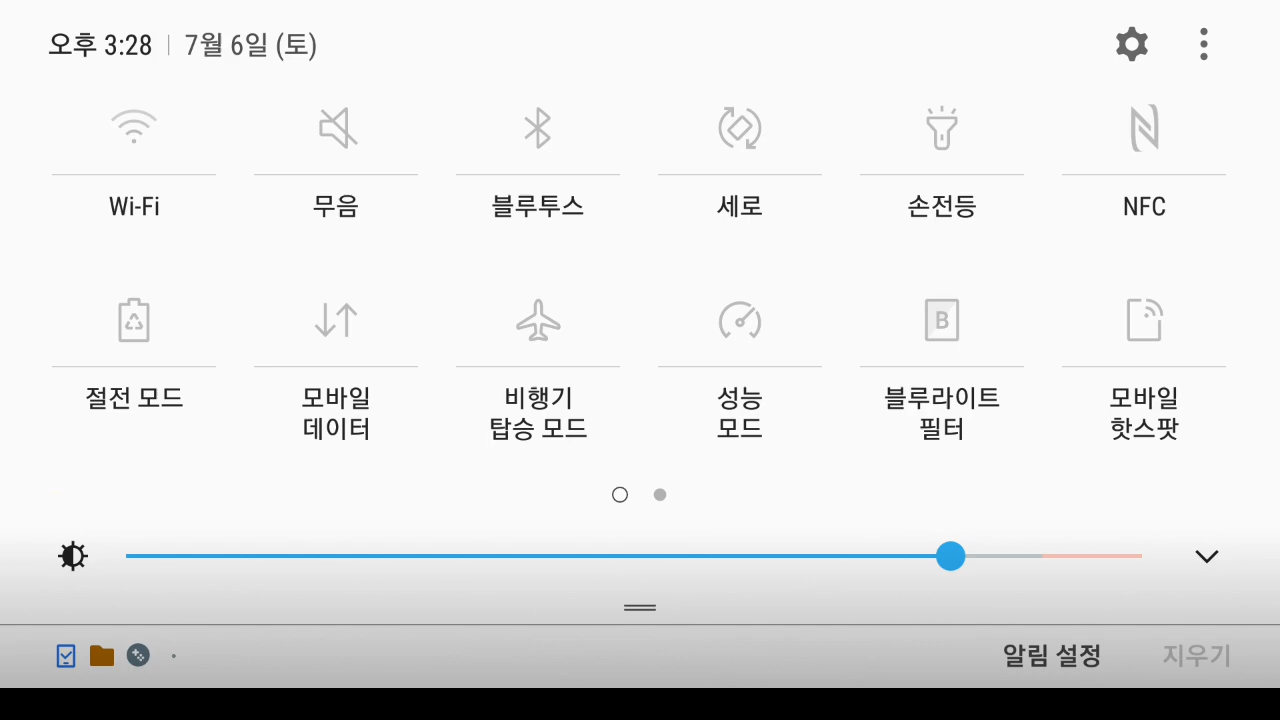 오후 3:28 | 7월 6일 (토)
Wi-Fi
무음
블루투스
세로
손전등
NFC
절전 모드
모바일
데이터
비행기
탑승 모드
성능
모드
B
블루라이트
필터
모바일
핫스팟
알림 설정
지우기